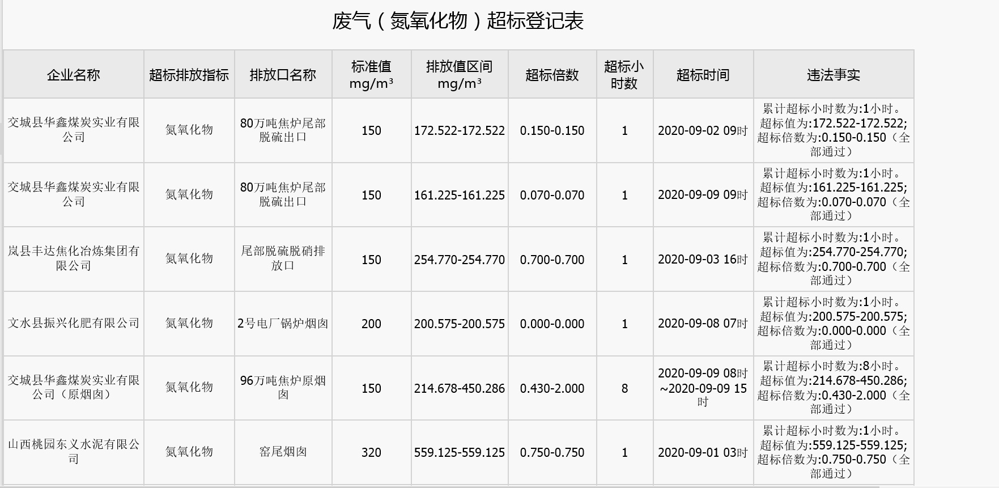 废气（氮氧化物）超标登记表
企业名称
超标排放指标
排放口名称
标准值
mg/m³
排放值区间
mg/m³
超标倍数
超标小
时数
超标时间
违法事实
交城县华鑫煤炭实业有限
公司
氮氧化物
80万吨焦炉尾部
脱硫出口
150
172.522-172.522
0.150-0.150
1
2020-09-02 09时
累计超标小时数为:1小时。
超标值为:172.522-172.522;
超标倍数为:0.150-0.150（全
部通过）
交城县华鑫煤炭实业有限
公司
氮氧化物
80万吨焦炉尾部
脱硫出口
150
161.225-161.225
0.070-0.070
1
2020-09-09 09时
累计超标小时数为:1小时。
超标值为:161.225-161.225;
超标倍数为:0.070-0.070（全
部通过）
岚县丰达焦化冶炼集团有
限公司
氮氧化物
尾部脱硫脱硝排
放口
150
254.770-254.770
0.700-0.700
1
2020-09-03 16时
累计超标小时数为:1小时。
超标值为:254.770-254.770;
超标倍数为:0.700-0.700（全
部通过）
文水县振兴化肥有限公司
氮氧化物
2号电厂锅炉烟囱
200
200.575-200.575
0.000-0.000
1
2020-09-08 07时
累计超标小时数为:1小时。
超标值为:200.575-200.575;
超标倍数为:0.000-0.000（全
部通过）
交城县华鑫煤炭实业有限
公司（原烟囱）
氮氧化物
96万吨焦炉原烟
囱
150
214.678-450.286
0.430-2.000
8
2020-09-09 08时
~2020-09-09 15
时
累计超标小时数为:8小时。
超标值为:214.678-450.286;
超标倍数为:0.430-2.000（全
部通过）
山西桃园东义水泥有限公
司
氮氧化物
窑尾烟囱
320
559.125-559.125
0.750-0.750
1
2020-09-01 03时
累计超标小时数为:1小时。
超标值为:559.125-559.125;
超标倍数为:0.750-0.750（全
部通过）